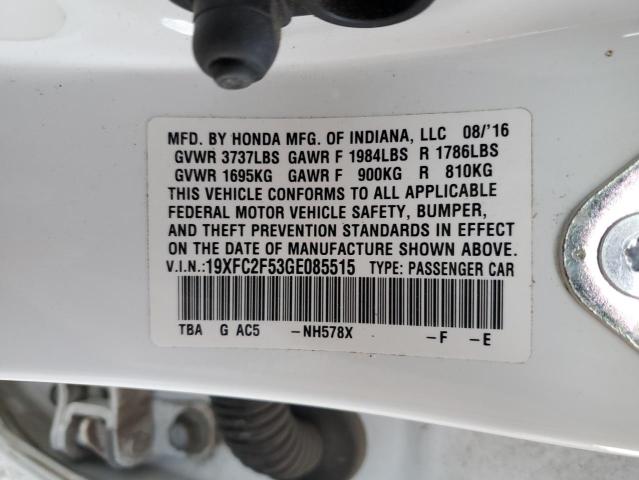 MFD. BY HONDA MFG. OF INDIANA, LLC 08/'16
GVWR 3737LBS GAWR F 1984LBS R 1786LBS
GVWR 1695KG GAWR F 900KG R 810KG
THIS VEHICLE CONFORMS TO ALL APPLICABLE
FEDERAL MOTOR VEHICLE SAFETY, BUMPER,
AND THEFT PREVENTION STANDARDS IN EFFECT
ON THE DATE OF MANUFACTURE SHOWN ABOVE.
V.I.N.:19XFC2F53GE085515 TYPE: PASSENGER CAR
TBA G AC5 -NH578X -F -E